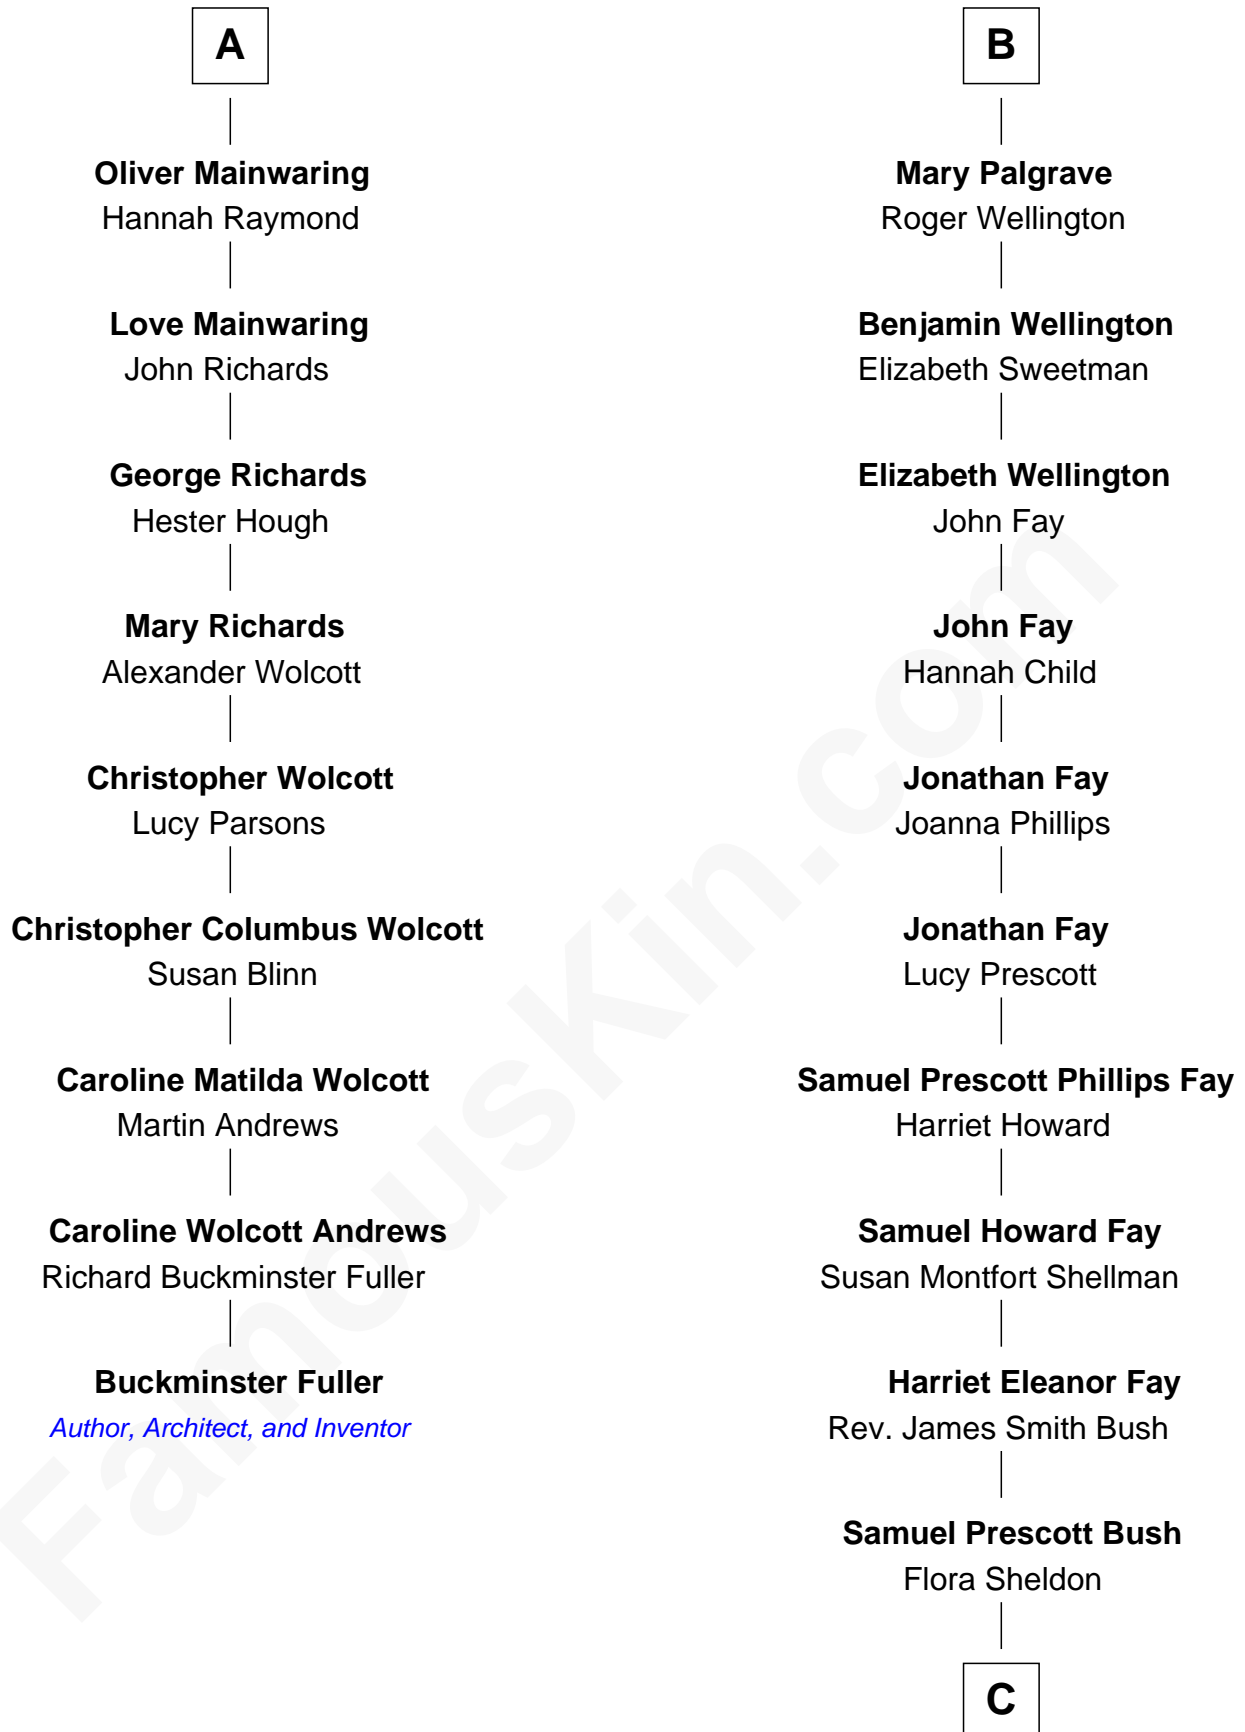 A
Oliver Mainwaring
Hannah Raymond
Love Mainwaring
John Richards
George Richards
Hester Hough
Mary Richards
Alexander Wolcott
Christopher Wolcott
Lucy Parsons
Christopher Columbus Wolcott
Susan Blinn
Caroline Matilda Wolcott
Martin Andrews
Caroline Wolcott Andrews
Richard Buckminster Fuller
Buckminster Fuller
Author, Architect, and Inventor
B
Mary Palgrave
Roger Wellington
Benjamin Wellington
Elizabeth Sweetman
Elizabeth Wellington
John Fay
John Fay
Hannah Child
Jonathan Fay
Joanna Phillips
Jonathan Fay
Lucy Prescott
Samuel Prescott Phillips Fay
Harriet Howard
Samuel Howard Fay
Susan Montfort Shellman
Harriet Eleanor Fay
Rev. James Smith Bush
Samuel Prescott Bush
Flora Sheldon
C
FamousKin.com